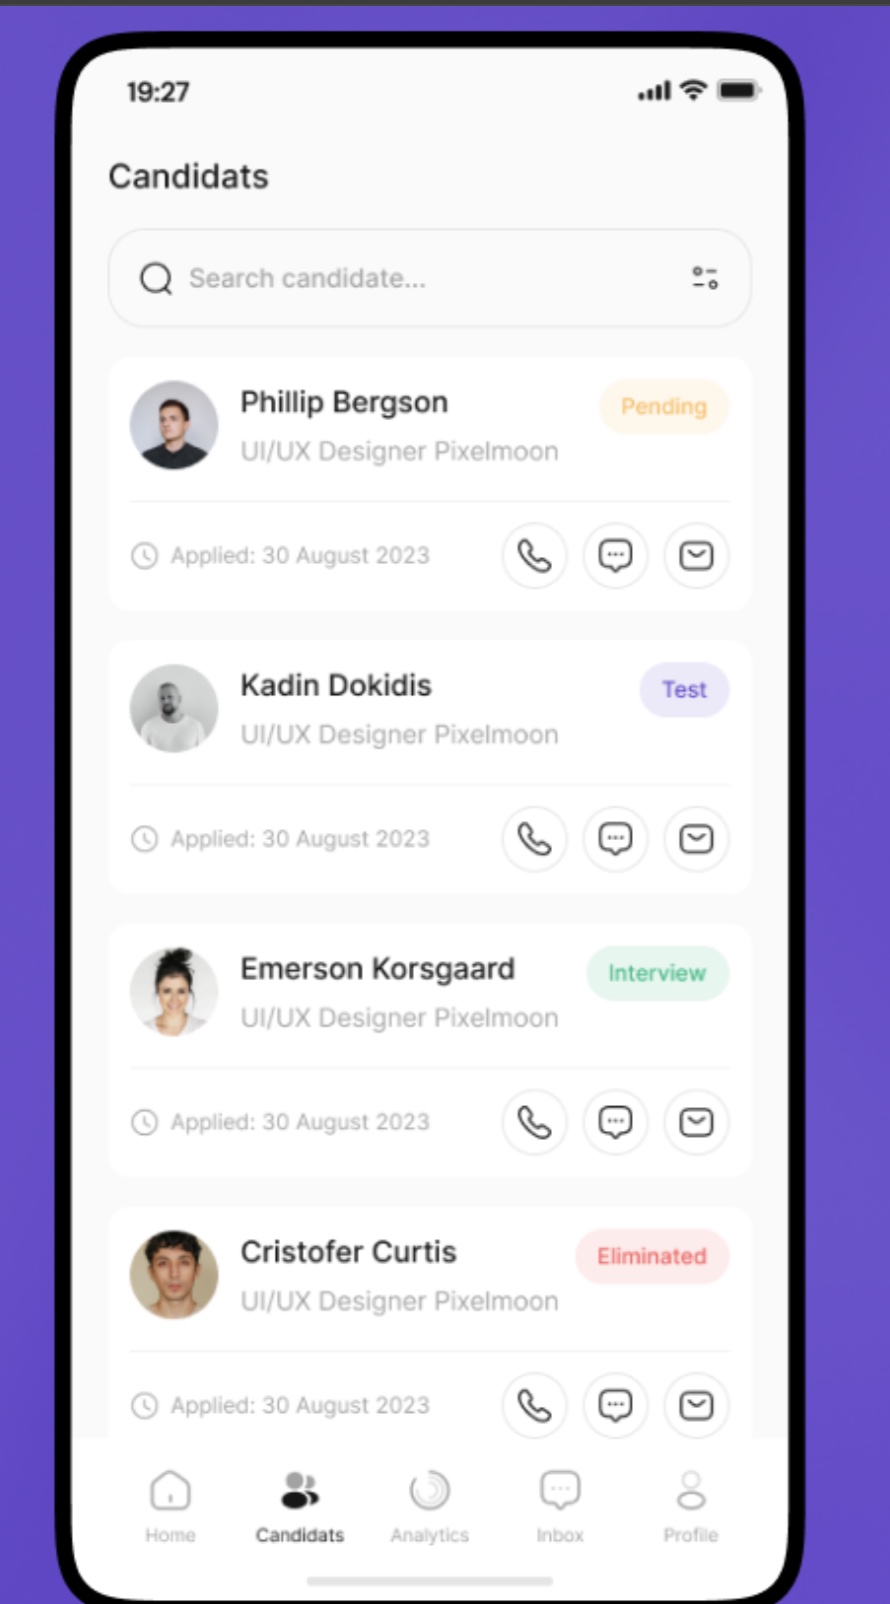 19:27
Candidats
Search candidate...
Phillip Bergson
Pending
UI/UX Designer Pixelmoon
Applied: 30 August 2023
Kadin Dokidis
Test
UI/UX Designer Pixelmoon
Applied: 30 August 2023
Emerson Korsgaard
Interview
UI/UX Designer Pixelmoon
Applied: 30 August 2023
Cristofer Curtis
Eliminated
UI/UX Designer Pixelmoon
Applied: 30 August 2023
Home
Candidats
Analytics
Inbox
Profile